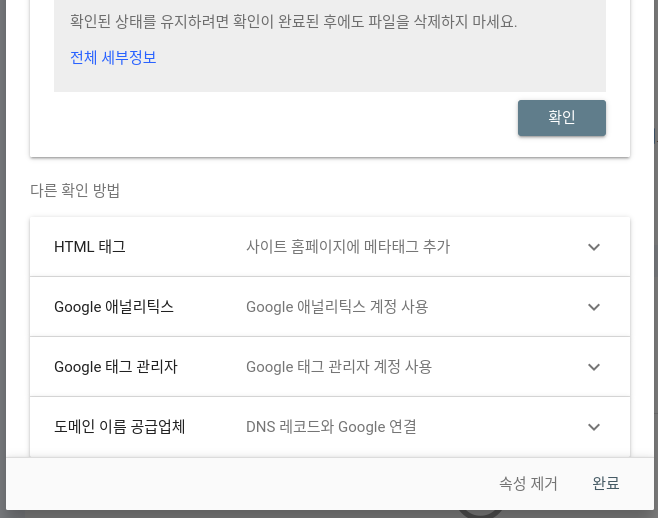 확인된 상태를 유지하려면 확인이 완료된 후에도 파일을 삭제하지 마세요.
전체 세부정보
확인
다른 확인 방법
HTML 태그 사이트 홈페이지에 메타태그 추가
Google 애널리틱스 Google 애널리틱스 계정 사용
Google 태그 관리자 Google 태그 관리자 계정 사용
도메인 이름 공급업체 DNS 레코드와 Google 연결
속성 제거 완료